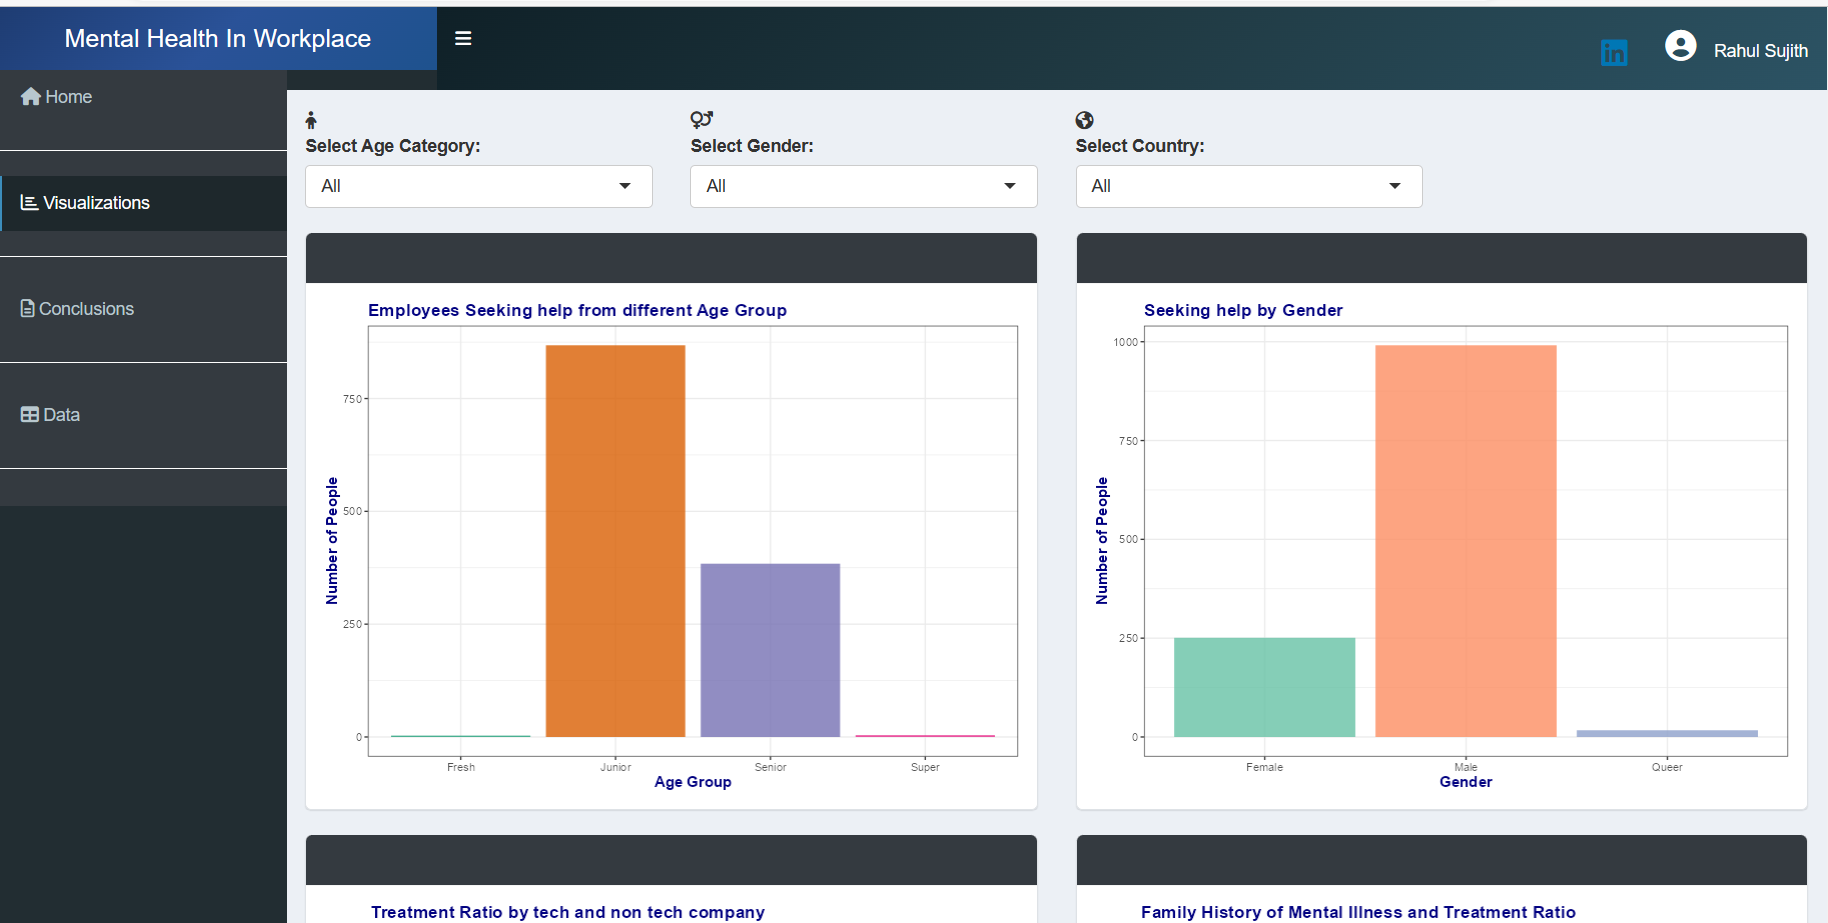 Mental Health In Workplace
in
Rahul Sujith
Home
Visualizations
Conclusions
Data
Select Age Category:
All
Select Gender:
All
Select Country:
All
Employees Seeking help from different Age Group
Number of People
750
500
250
0
Fresh Junior Senior Super
Age Group
Seeking help by Gender
Number of People
1000
750
500
250
0
Female Male Queer
Gender
Treatment Ratio by tech and non tech company
Family History of Mental Illness and Treatment Ratio